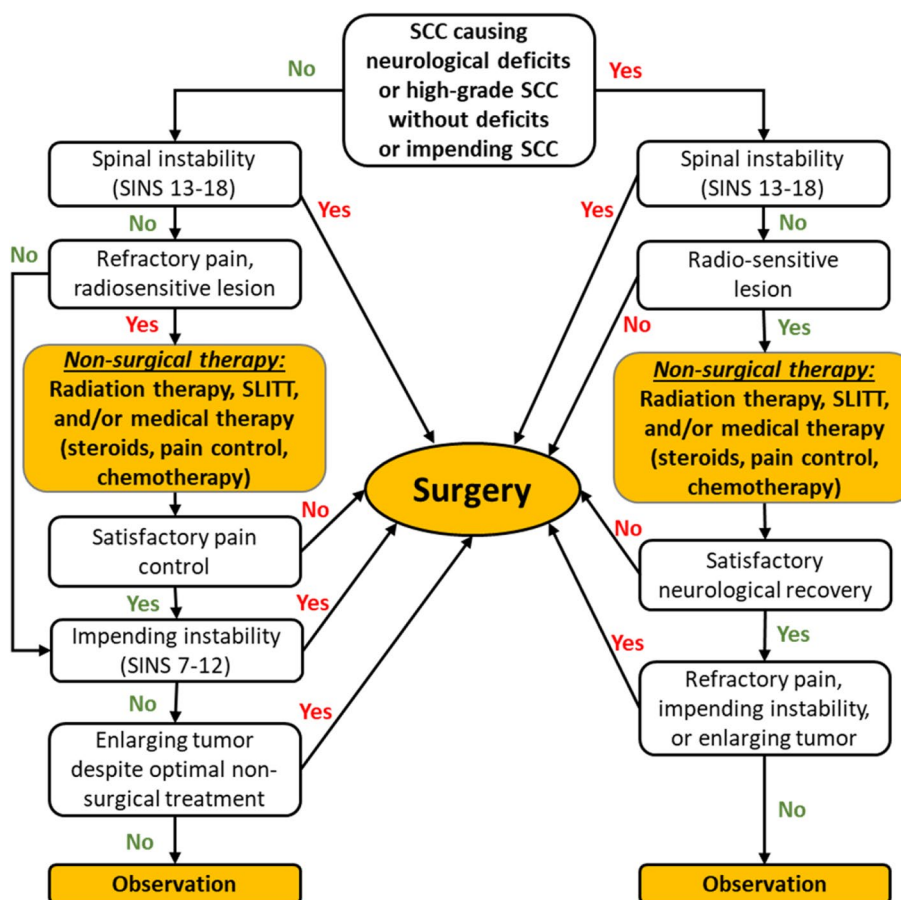 SCC causing
neurological deficits
or high-grade SCC
without deficits
or impending SCC
No
Yes
Spinal instability
(SINS 13-18)
Yes
No
Refractory pain,
radiosensitive lesion
No
Yes
Non-surgical therapy:
Radiation therapy, SLITT,
and/or medical therapy
(steroids, pain control,
chemotherapy)
Satisfactory pain
control
No
Yes
Impending instability
(SINS 7-12)
Yes
No
Enlarging tumor
despite optimal non-
surgical treatment
Yes
No
Observation
Surgery
Spinal instability
(SINS 13-18)
Yes
No
Radio-sensitive
lesion
No
Yes
Non-surgical therapy:
Radiation therapy, SLITT,
and/or medical therapy
(steroids, pain control,
chemotherapy)
Satisfactory
neurological recovery
No
Yes
Refractory pain,
impending instability,
or enlarging tumor
Yes
No
Observation